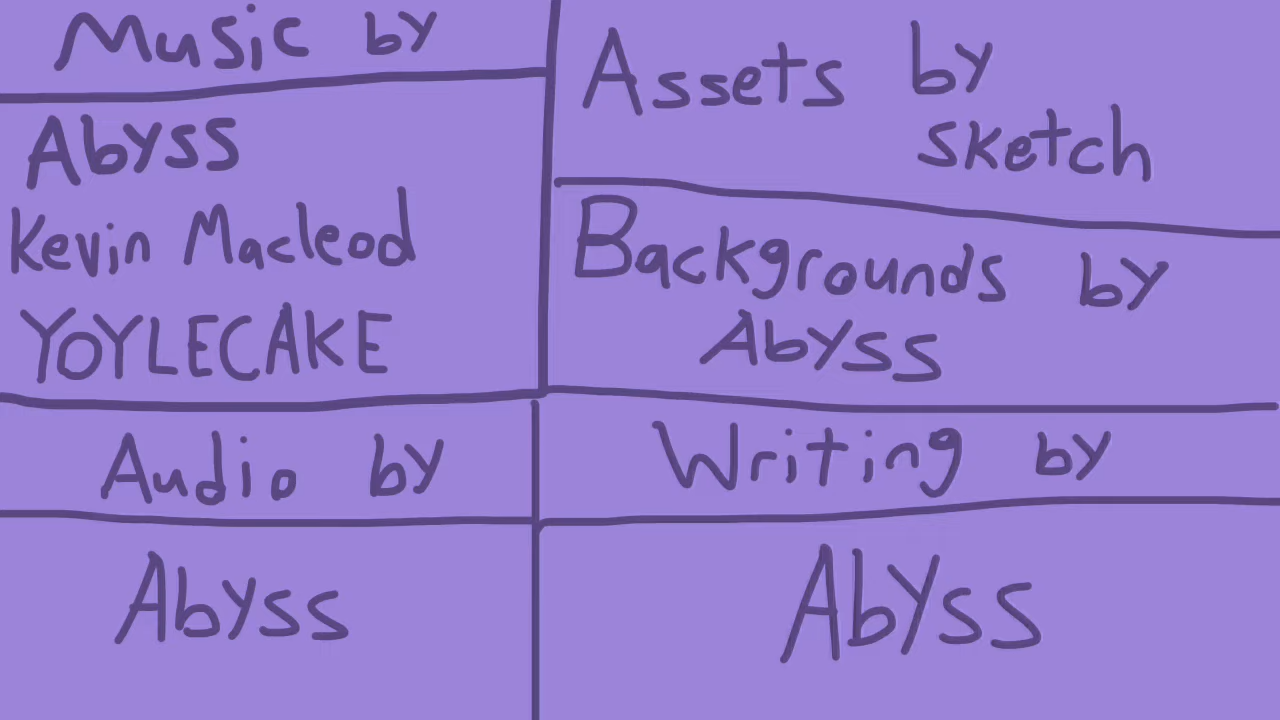 Music by
Abyss
Kevin Macleod
YOYLECAKE
Assets by
sketch
Backgrounds by
Abyss
Audio by
Abyss
Writing by
Abyss